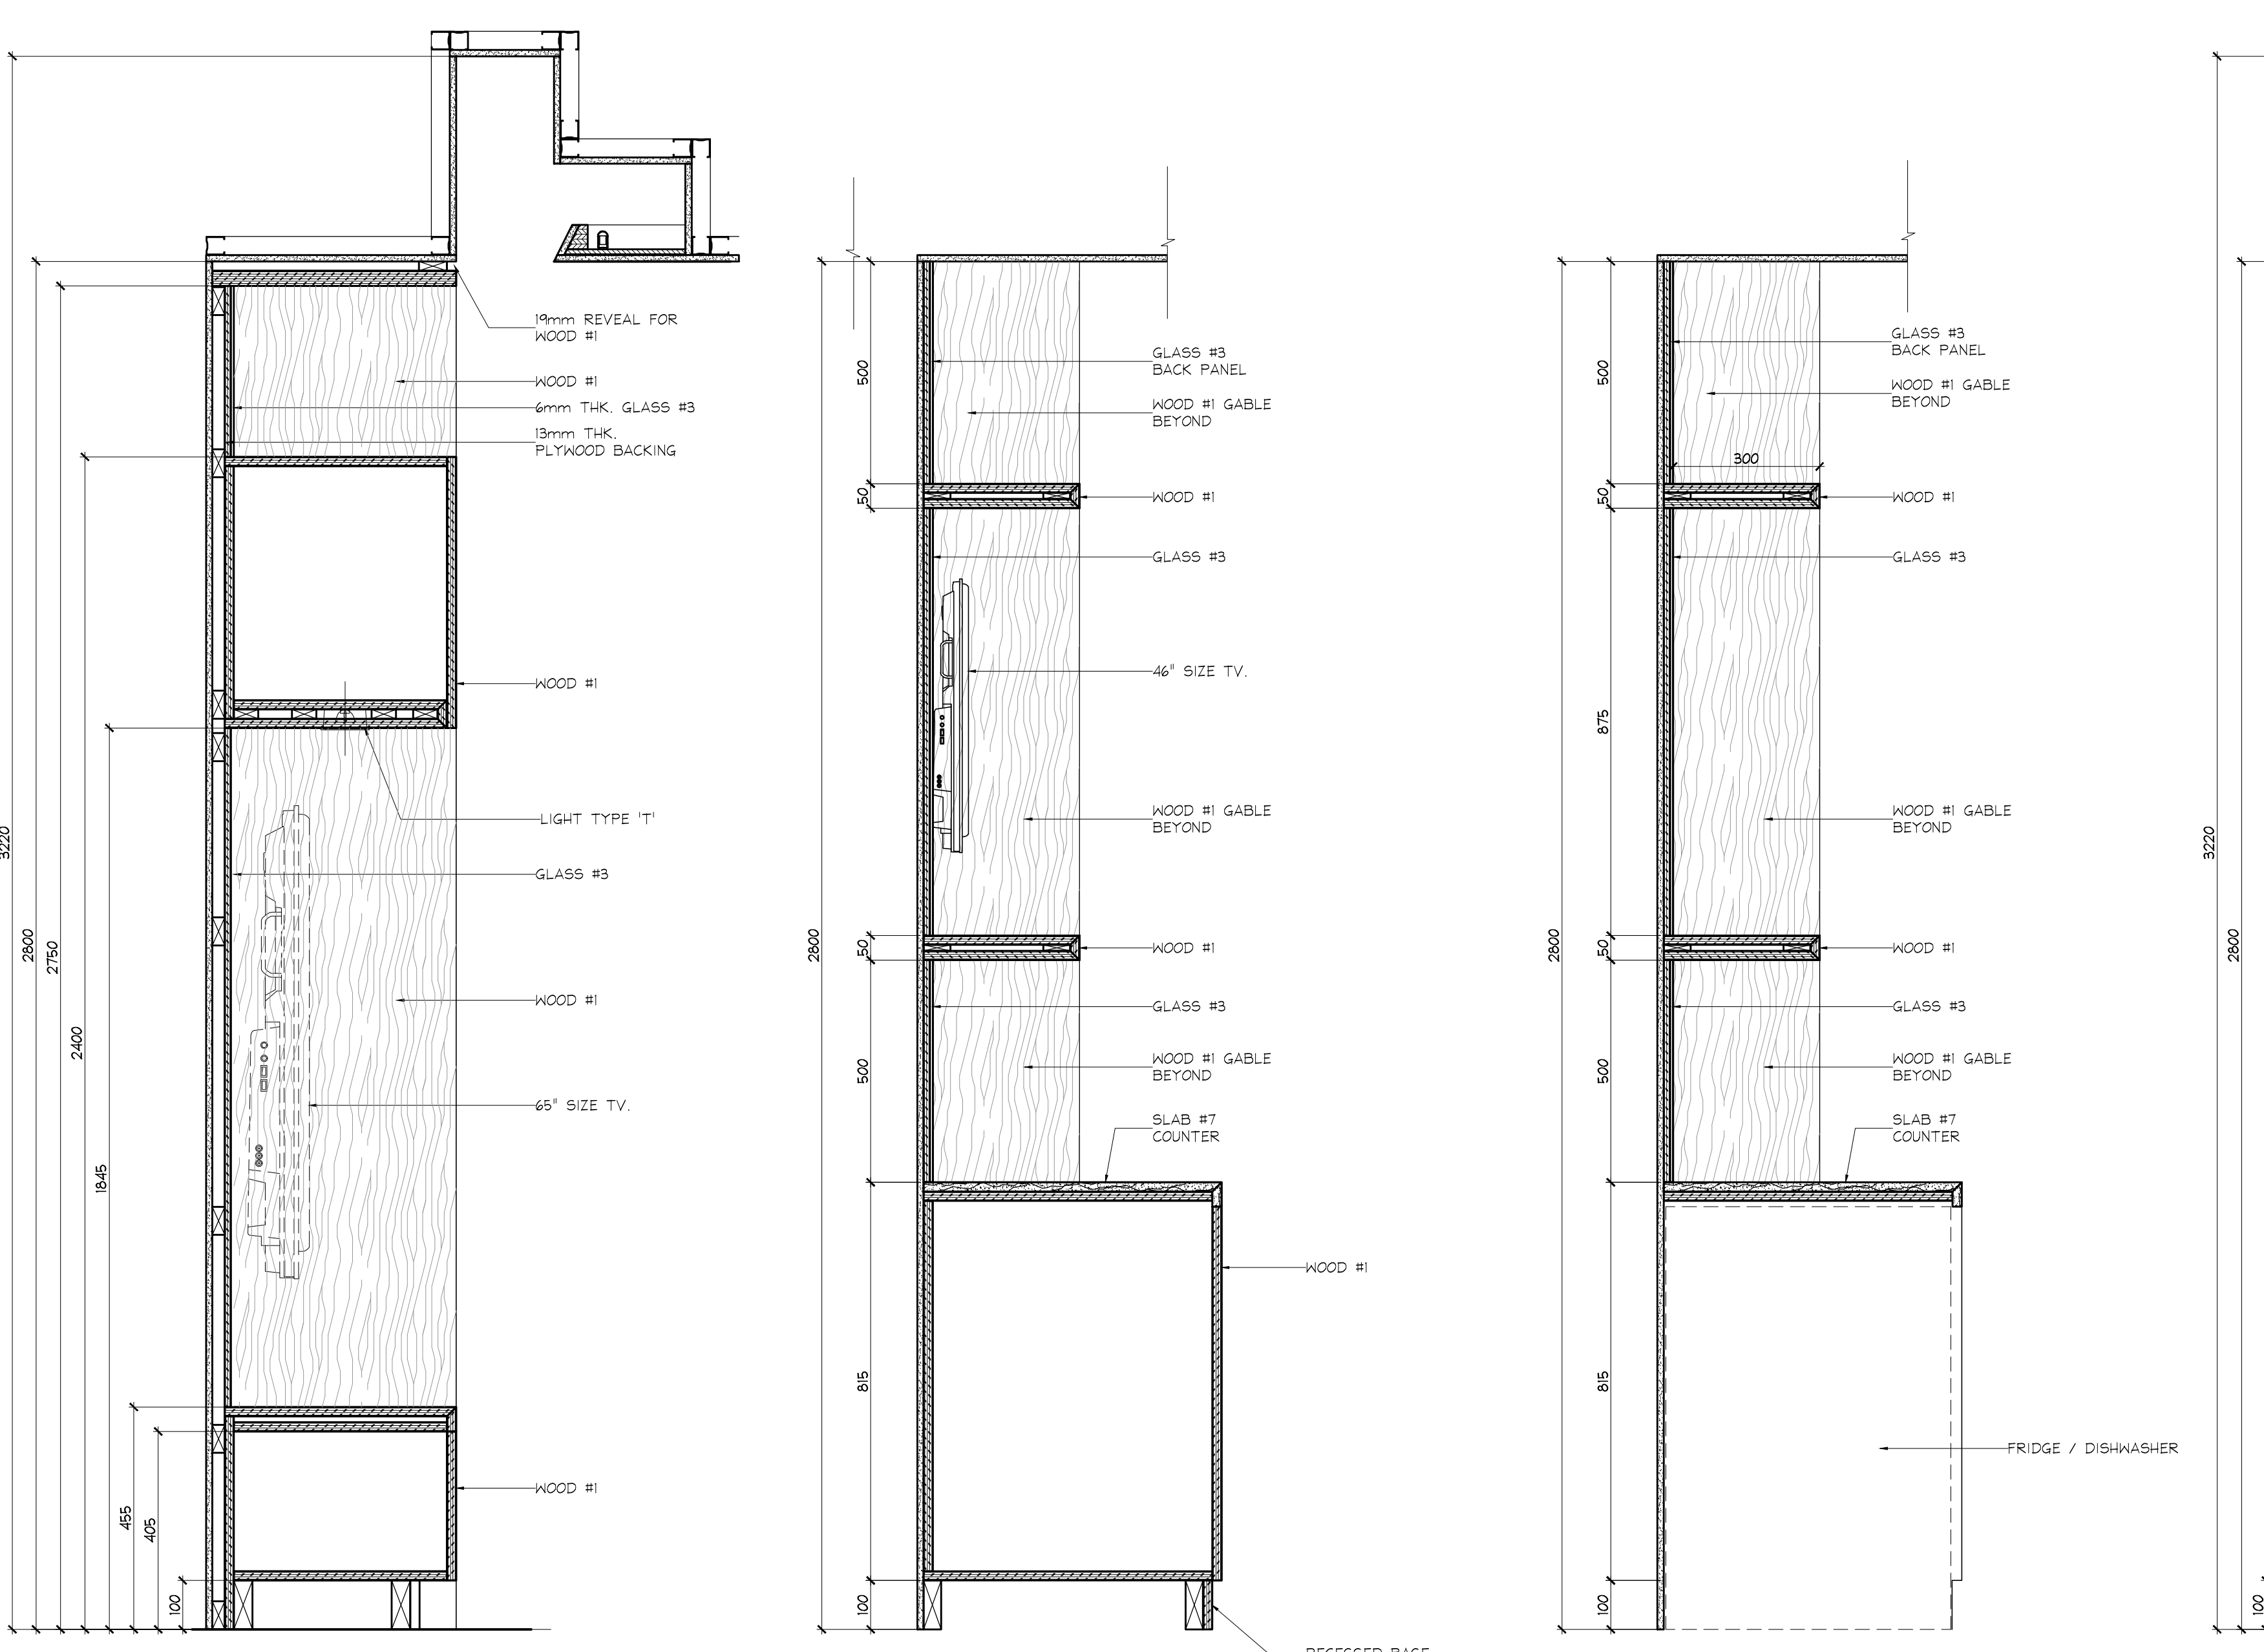 3220
2800
2750
2400
1845
455
405
100
19mm REVEAL FOR
WOOD #1
WOOD #1
6mm THK. GLASS #3
13mm THK.
PLYWOOD BACKING
WOOD #1
LIGHT TYPE 'T'
GLASS #3
WOOD #1
65" SIZE TV.
WOOD #1
2800
500
50
50
500
815
100
GLASS #3
BACK PANEL
WOOD #1 GABLE
BEYOND
WOOD #1
GLASS #3
46" SIZE TV.
WOOD #1 GABLE
BEYOND
WOOD #1
GLASS #3
WOOD #1 GABLE
BEYOND
SLAB #7
COUNTER
WOOD #1
RECESSED BASE
2800
500
50
875
50
500
815
100
300
GLASS #3
BACK PANEL
WOOD #1 GABLE
BEYOND
WOOD #1
GLASS #3
WOOD #1 GABLE
BEYOND
WOOD #1
GLASS #3
WOOD #1 GABLE
BEYOND
SLAB #7
COUNTER
FRIDGE / DISHWASHER
3220
2800
100